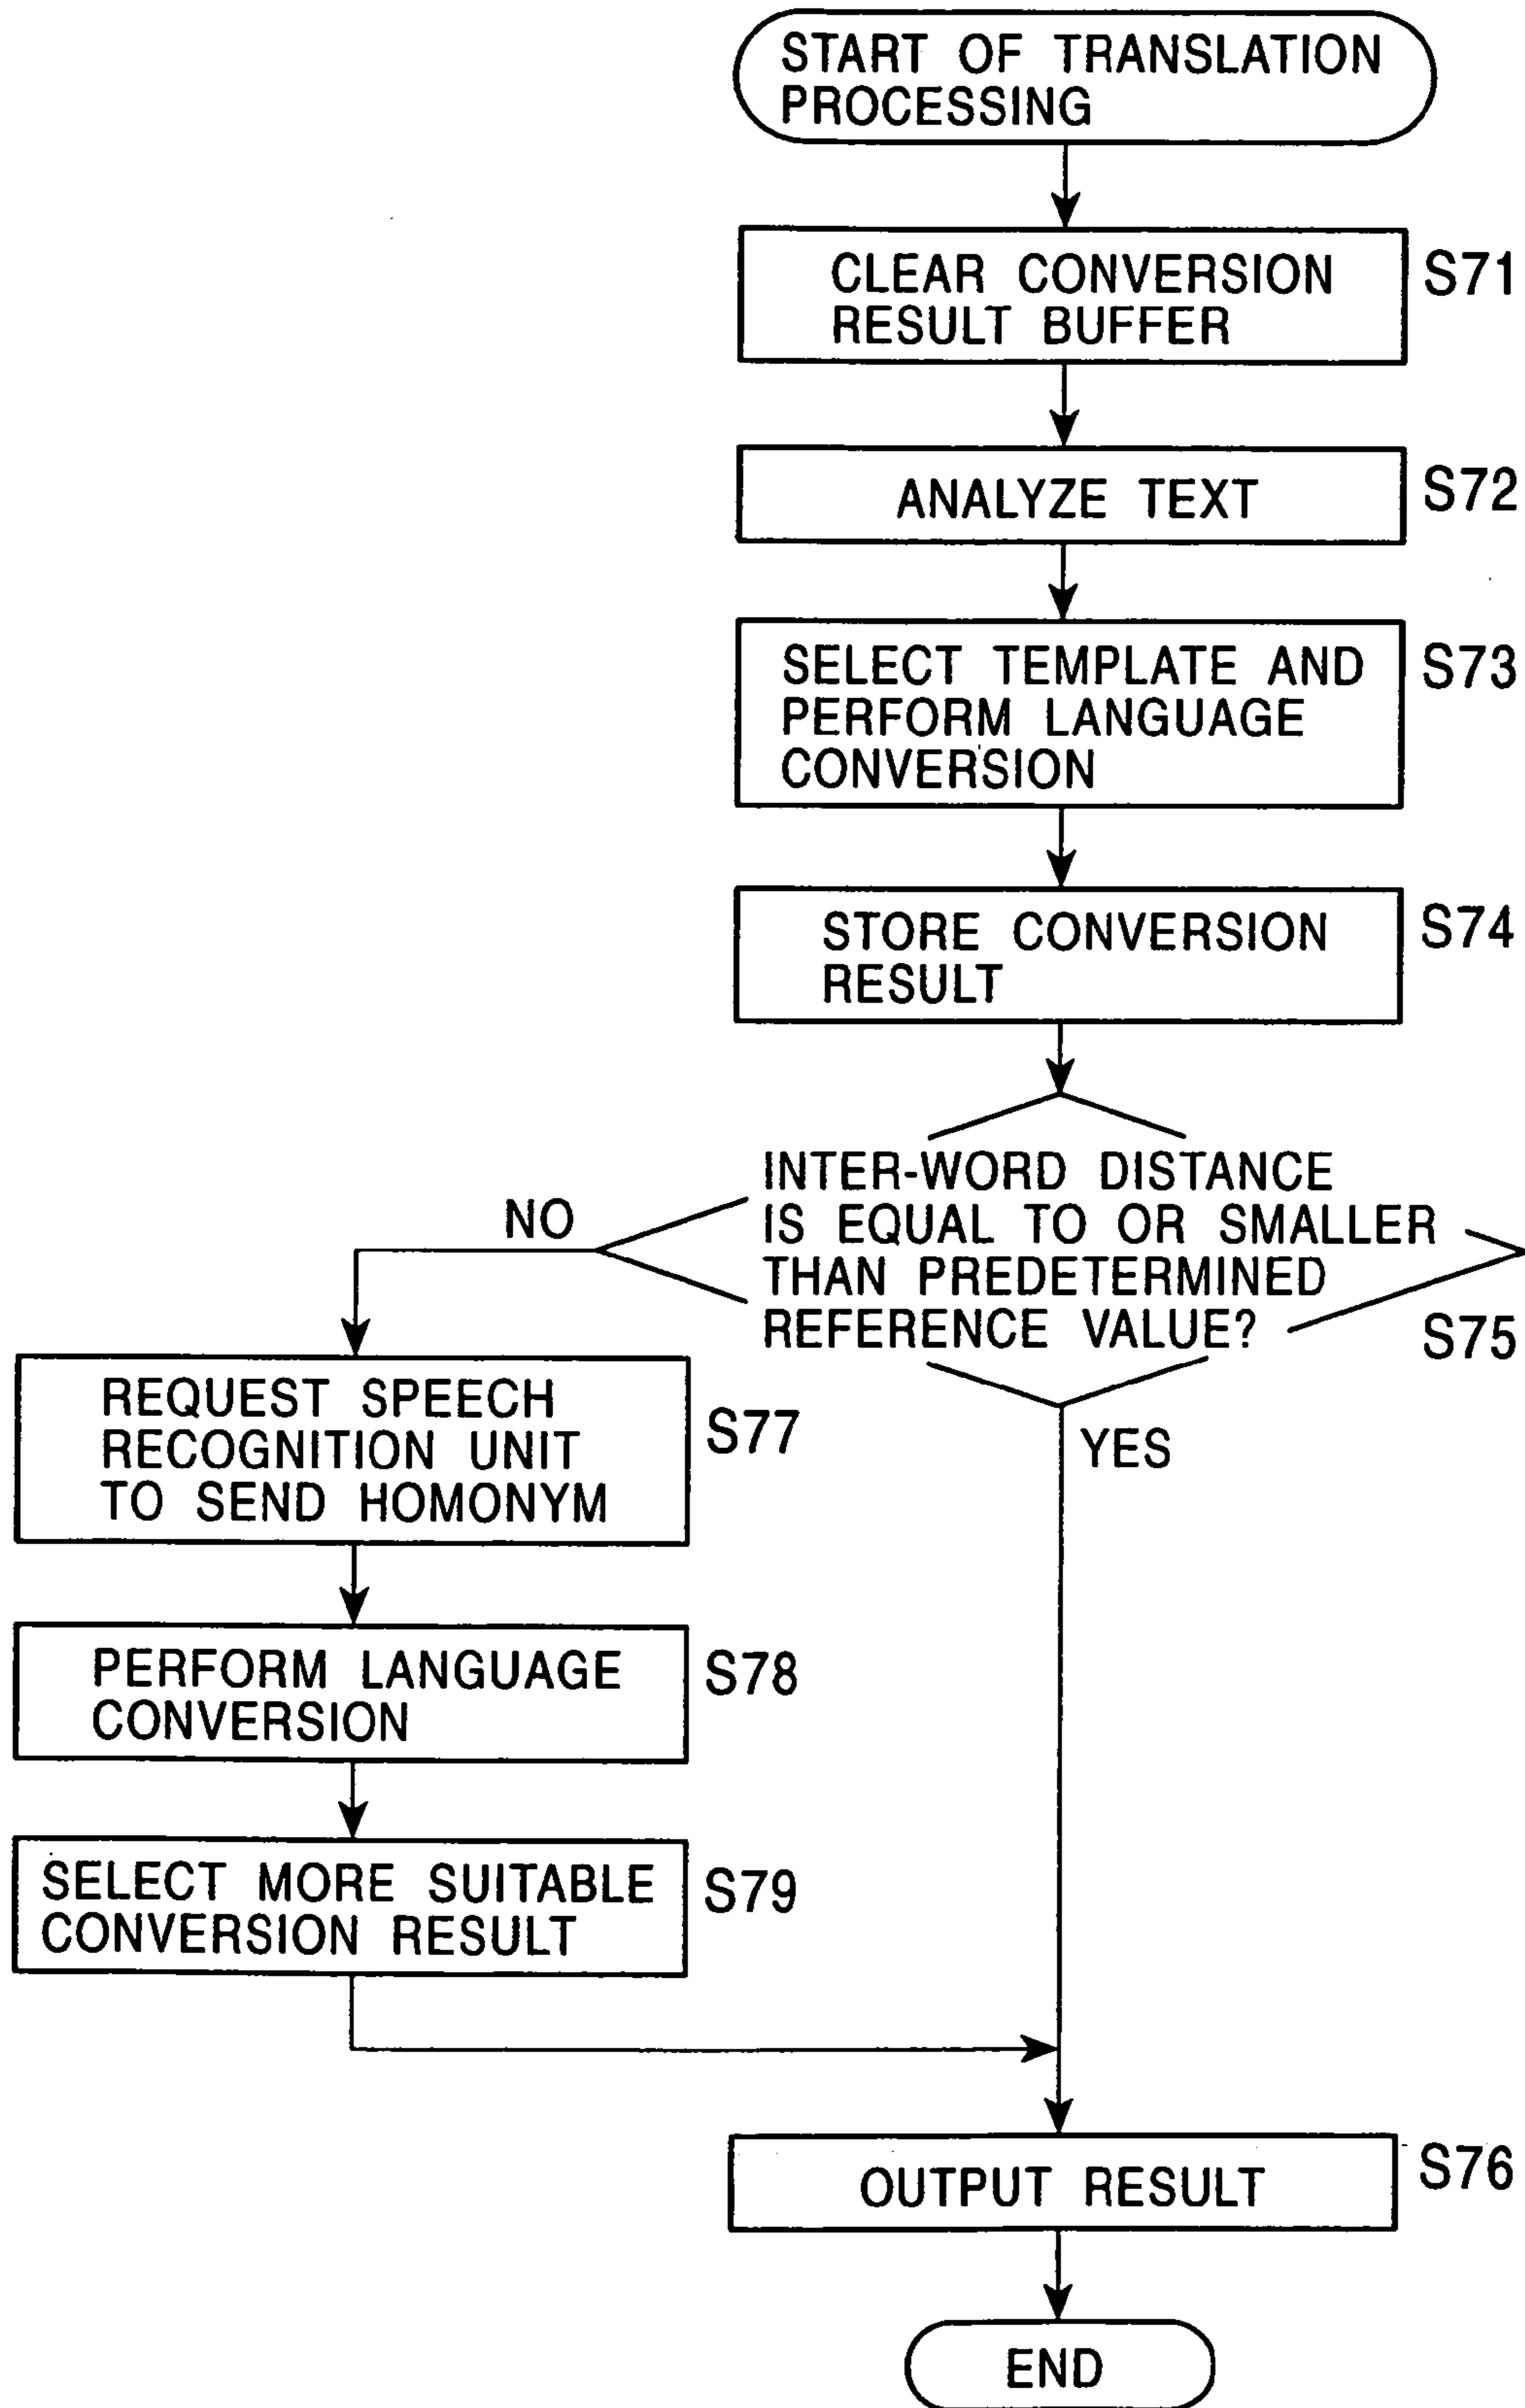 START OF TRANSLATION
PROCESSING
CLEAR CONVERSION
RESULT BUFFER
S71
ANALYZE TEXT
S72
SELECT TEMPLATE AND
PERFORM LANGUAGE
CONVERSION
S73
STORE CONVERSION
RESULT
S74
INTER-WORD DISTANCE
IS EQUAL TO OR SMALLER
THAN PREDETERMINED
REFERENCE VALUE?
S75
NO
YES
REQUEST SPEECH
RECOGNITION UNIT
TO SEND HOMONYM
S77
PERFORM LANGUAGE
CONVERSION
S78
SELECT MORE SUITABLE
CONVERSION RESULT
S79
OUTPUT RESULT
S76
END